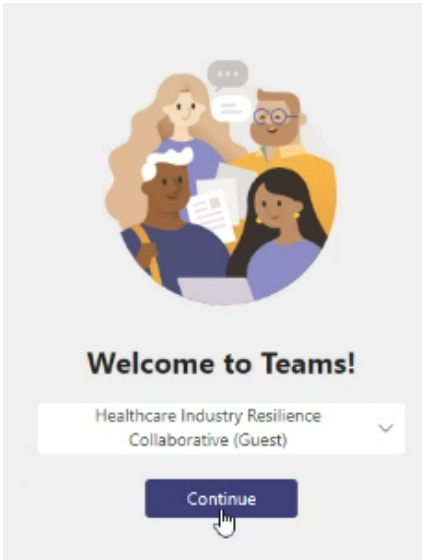 Welcome to Teams!
Healthcare Industry Resilience
Collaborative (Guest)
Continue